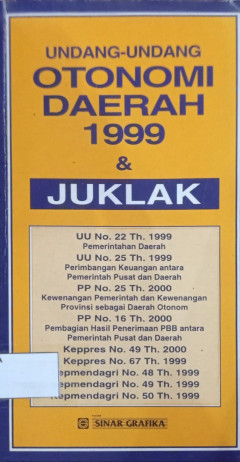 UNDANG-UNDANG
OTONOMI
DAERAH
1999
&
JUKLAK
UU No. 22 Th. 1999
Pemerintahan Daerah
UU No. 25 Th. 1999
Perimbangan Keuangan antara
Pemerintah Pusat dan Daerah
PP No. 25 Th. 2000
Kewenangan Pemerintah dan Kewenangan
Provinsi sebagai Daerah Otonom
PP No. 16 Th. 2000
Pembagian Hasil Penerimaan PBB antara
Pemerintah Pusat dan Daerah
Keppres No. 49 Th. 2000
Keppres No. 67 Th. 1999
epmendagri No. 48 Th. 1999
epmendagri No. 49 Th. 1999
Kepmendagri No. 50 Th. 1999
SINAR GRAFIKA